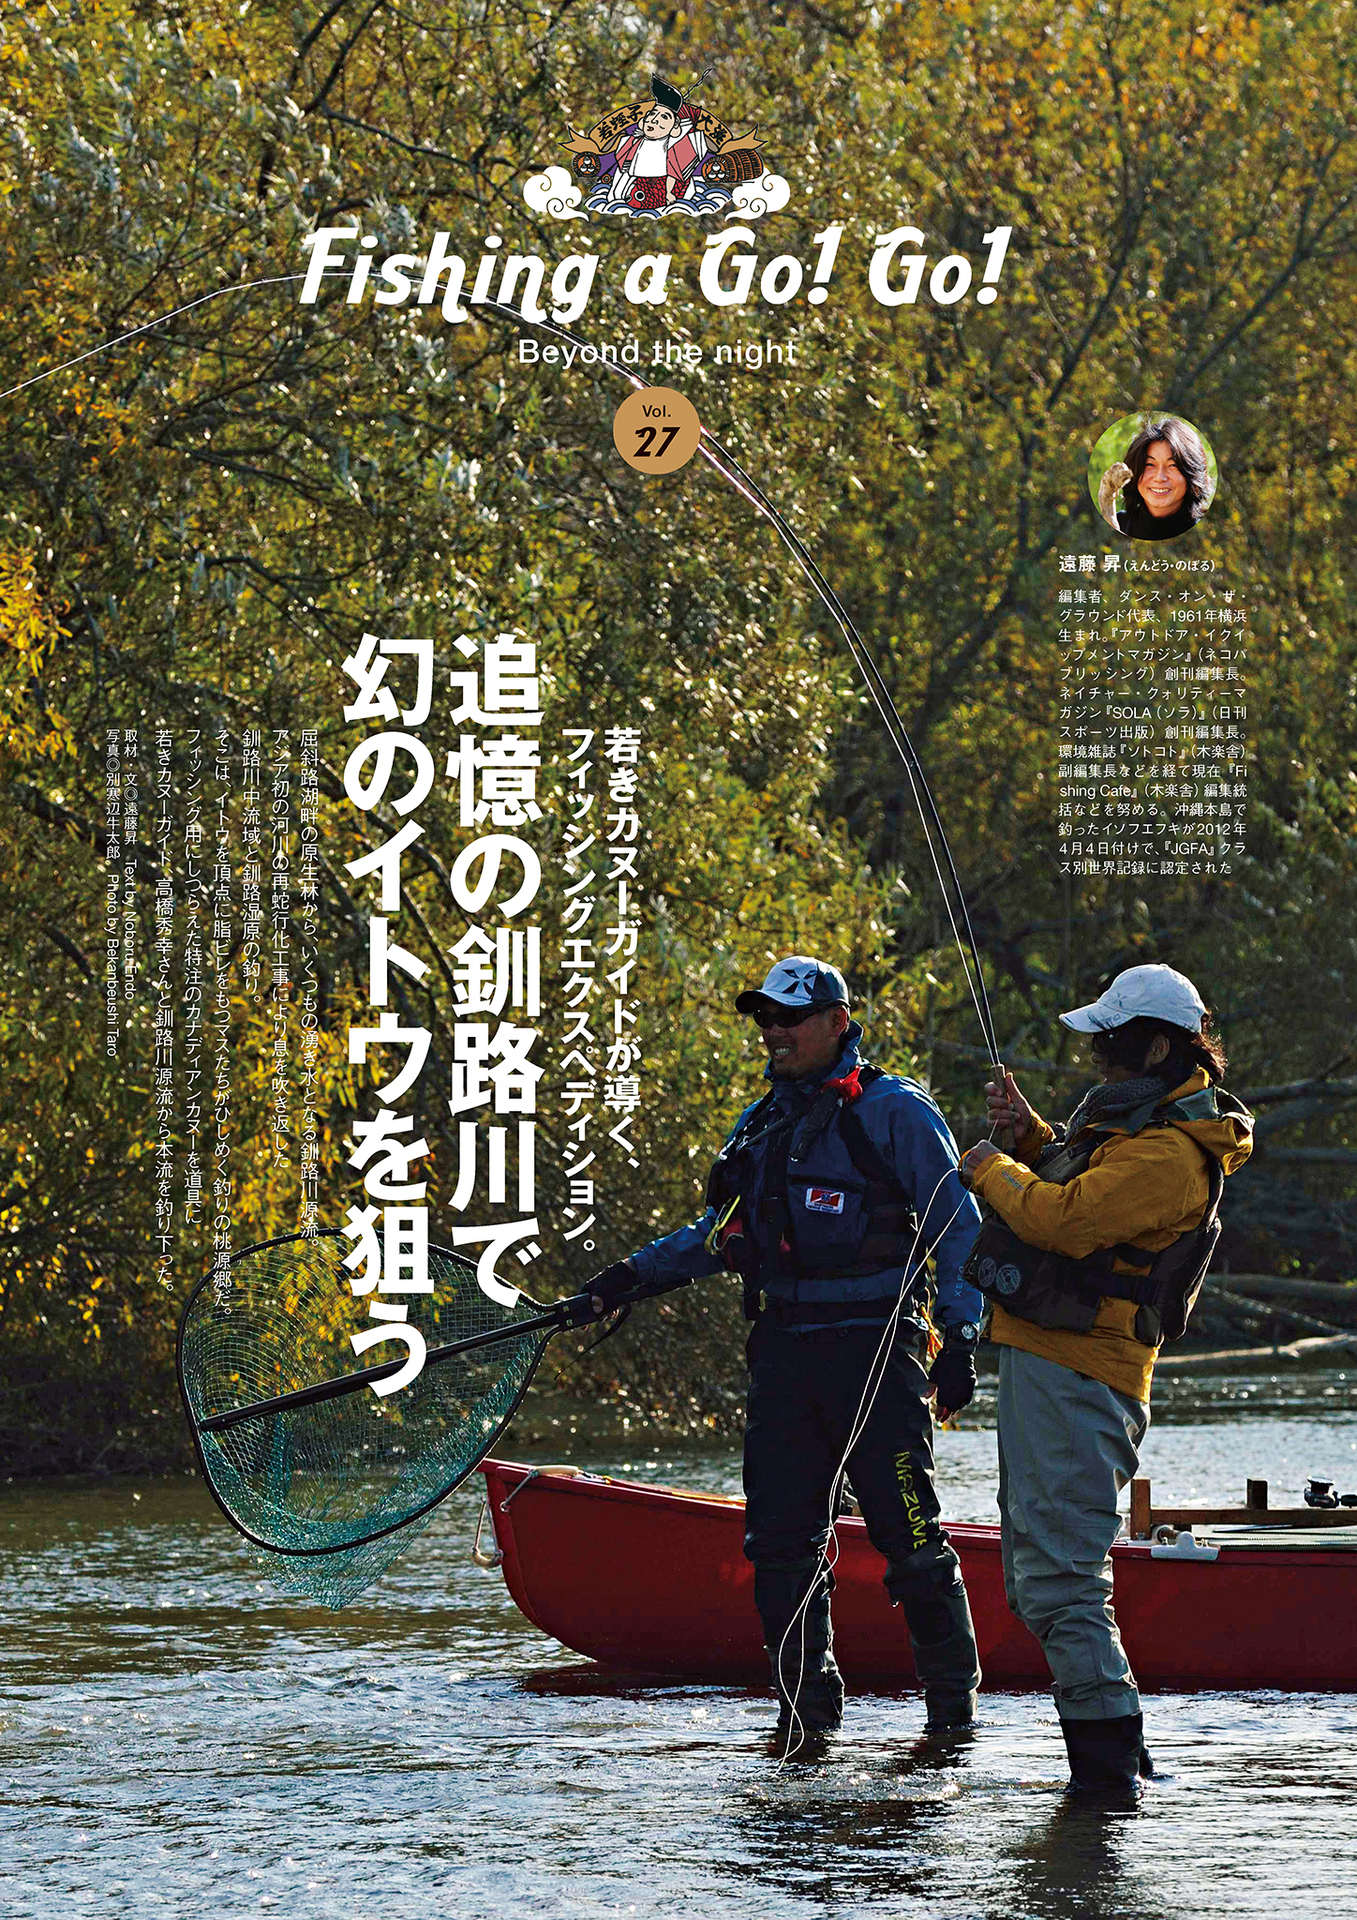 若蛭子
大漁
Fishing a Go! Go!
Beyond the night
Vol.
27
遠藤 昇(えんどう・のぼる)
編集者、ダンス・オン・ザ・
グラウンド代表、1961年横浜
生まれ。『アウトドア・イクイ
ップメントマガジン』(ネコパ
ブリッシング)創刊編集長。
ネイチャー・クォリティーマ
ガジン『SOLA(ソラ)』(日刊
スポーツ出版)創刊編集長。
環境雑誌『ソトコト』(木楽舎)
副編集長などを経て現在『Fi
shing Cafe』(木楽舎)編集統
括などを努める。沖縄本島で
釣ったイソフエフキが2012年
4月4日付けで、『JGFA』クラ
ス別世界記録に認定された
若きカヌーガイドが導く、
フィッシングエクスペディション。
追憶の釧路川で
幻のイトウを狙う
屈斜路湖畔の原生林から、いくつもの湧き水となる釧路川源流。
アジア初の河川の再蛇行化工事により息を吹き返した
釧路川中流域と釧路湿原の釣り。
そこは、イトウを頂点に脂ビレをもつマスたちがひしめく釣りの桃源郷だ。
フィッシング用にしつらえた特注のカナディアンカヌーを道具に
若きカヌーガイド、高橋秀幸さんと釧路川源流から本流を釣り下った。
取材・文◎遠藤昇 Text by Noboru Endo
写真◎別寒辺牛太郎 Photo by Bekanbeushi Taro
MAZUME